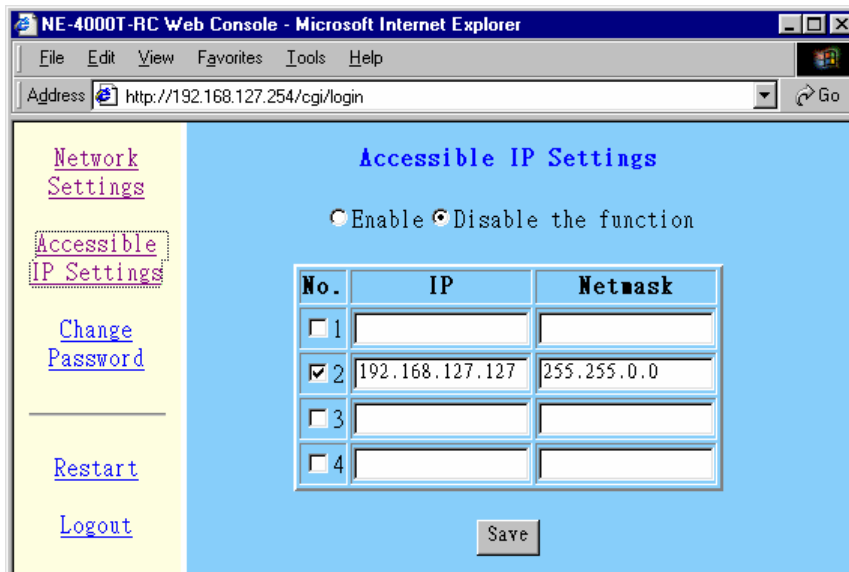 NE-4000T-RC Web Console - Microsoft Internet Explorer
File Edit View Favorites Tools Help
Address http://192.168.127.254/cgi/login Go
Network
Settings
Accessible
IP Settings
Change
Password
Restart
Logout
Accessible IP Settings
Enable Disable the function
No. IP Netmask
1
2 192.168.127.127 255.255.0.0
3
4
Save